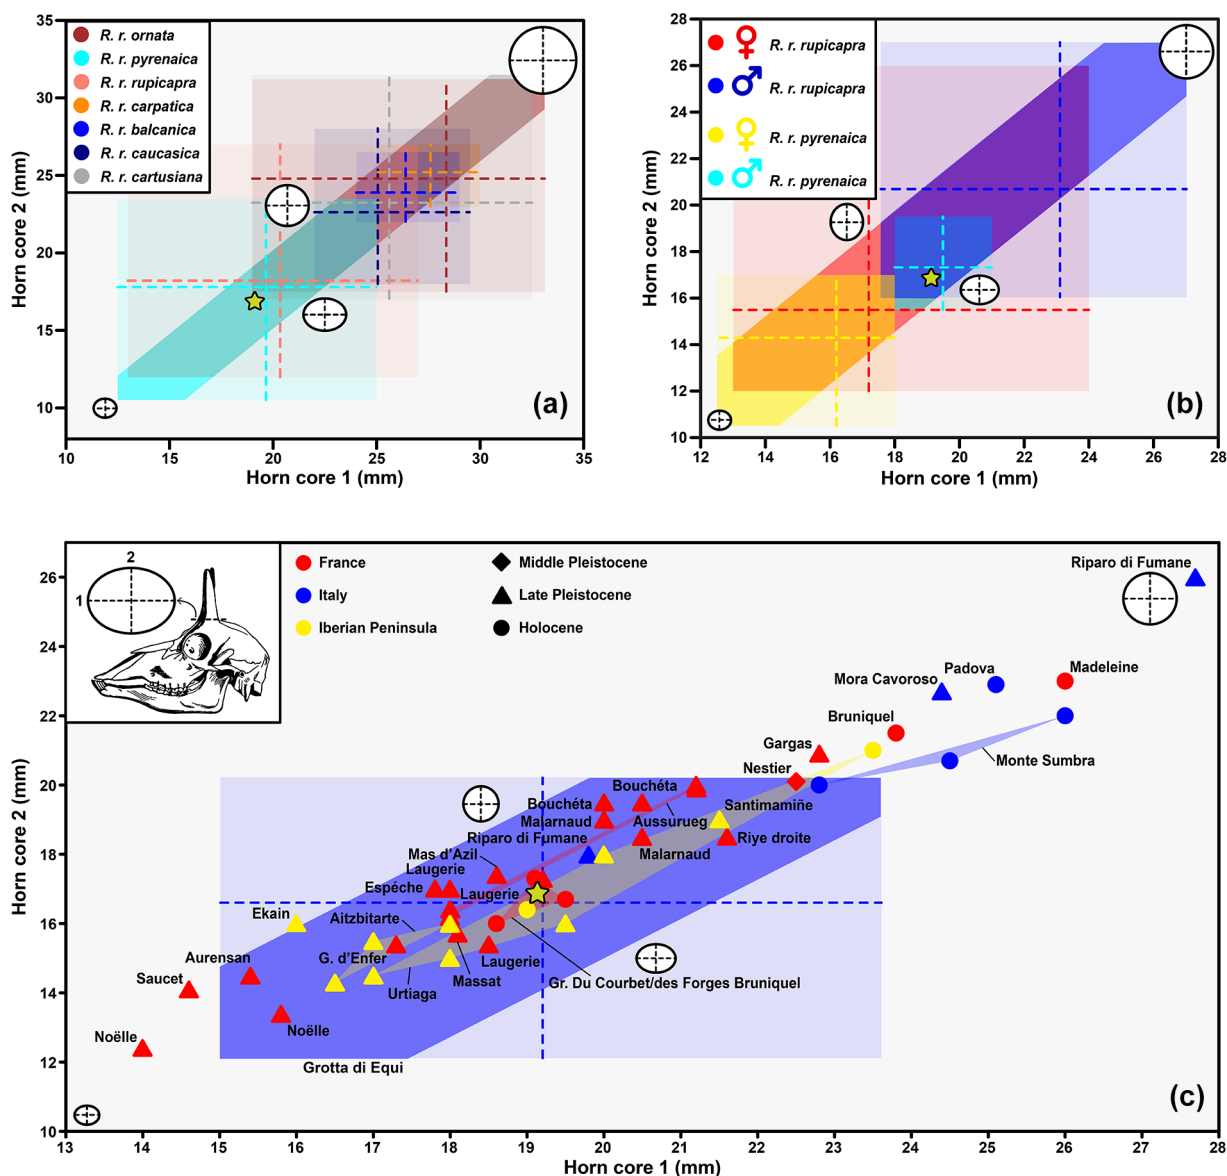 35
30
25
20
15
10
Horn core 2 (mm)
R. r. ornata
R. r. pyrenaica
R. r. rupicapra
R. r. carpatica
R. r. balcanica
R. r. caucasica
R. r. cartusiana
(a)
10 15 20 25 30 35
Horn core 1 (mm)
28
26
24
22
20
18
16
14
12
10
Horn core 2 (mm)
♀ R. r. rupicapra
♂ R. r. rupicapra
♀ R. r. pyrenaica
♂ R. r. pyrenaica
(b)
12 14 16 18 20 22 24 26 28
Horn core 1 (mm)
26
24
22
20
18
16
14
12
10
Horn core 2 (mm)
2
1
France
Italy
Iberian Peninsula
Middle Pleistocene
Late Pleistocene
Holocene
Riparo di Fumane
Padova
Madeleine
Mora Cavoroso
Bruniquel
Gargas
Monte Sumbra
Nestier
Bouchéta
Bouchéta
Santimamiñe
Malarnaud
Aussurueg
Riparo di Fumane
Riye droite
Malarnaud
Mas d'Azil
Laugerie
Espéche
Laugerie
Ekain
Aitzbitarte
Aurensan
G. d'Enfer
Laugerie
Saucet
Massat
Gr. Du Courbet/des Forges Bruniquel
Urtiaga
Noëlle
Noëlle
Grotta di Equi
(c)
13 14 15 16 17 18 19 20 21 22 23 24 25 26 27 28
Horn core 1 (mm)